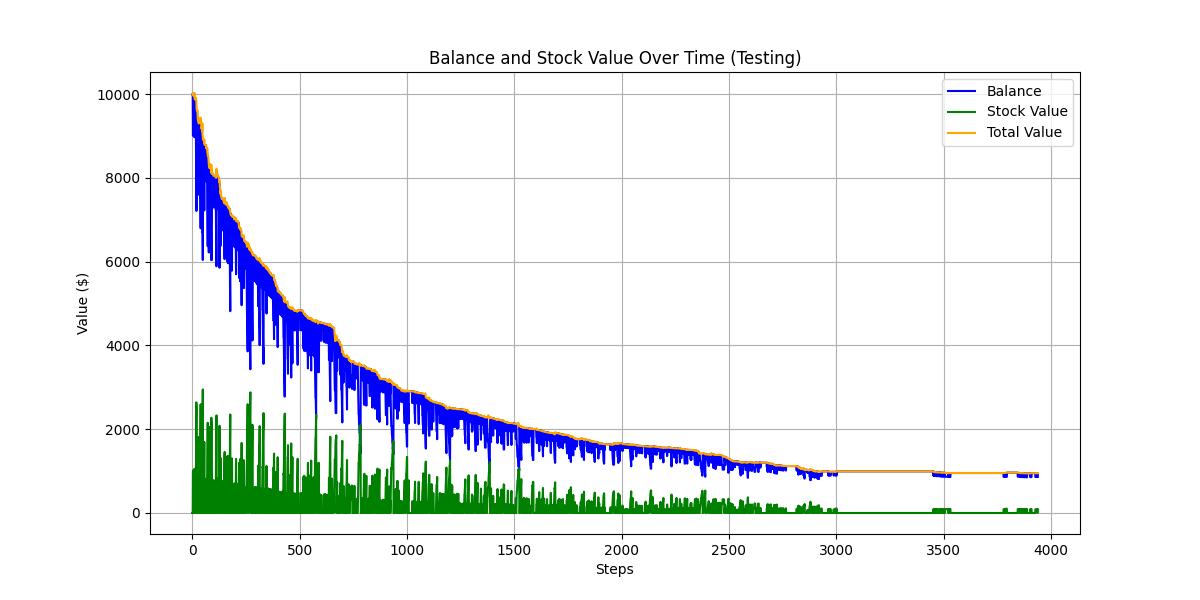 Balance and Stock Value Over Time (Testing)
Balance
Stock Value
Total Value
Value ($)
10000
8000
6000
4000
2000
0
0 500 1000 1500 2000 2500 3000 3500 4000
Steps